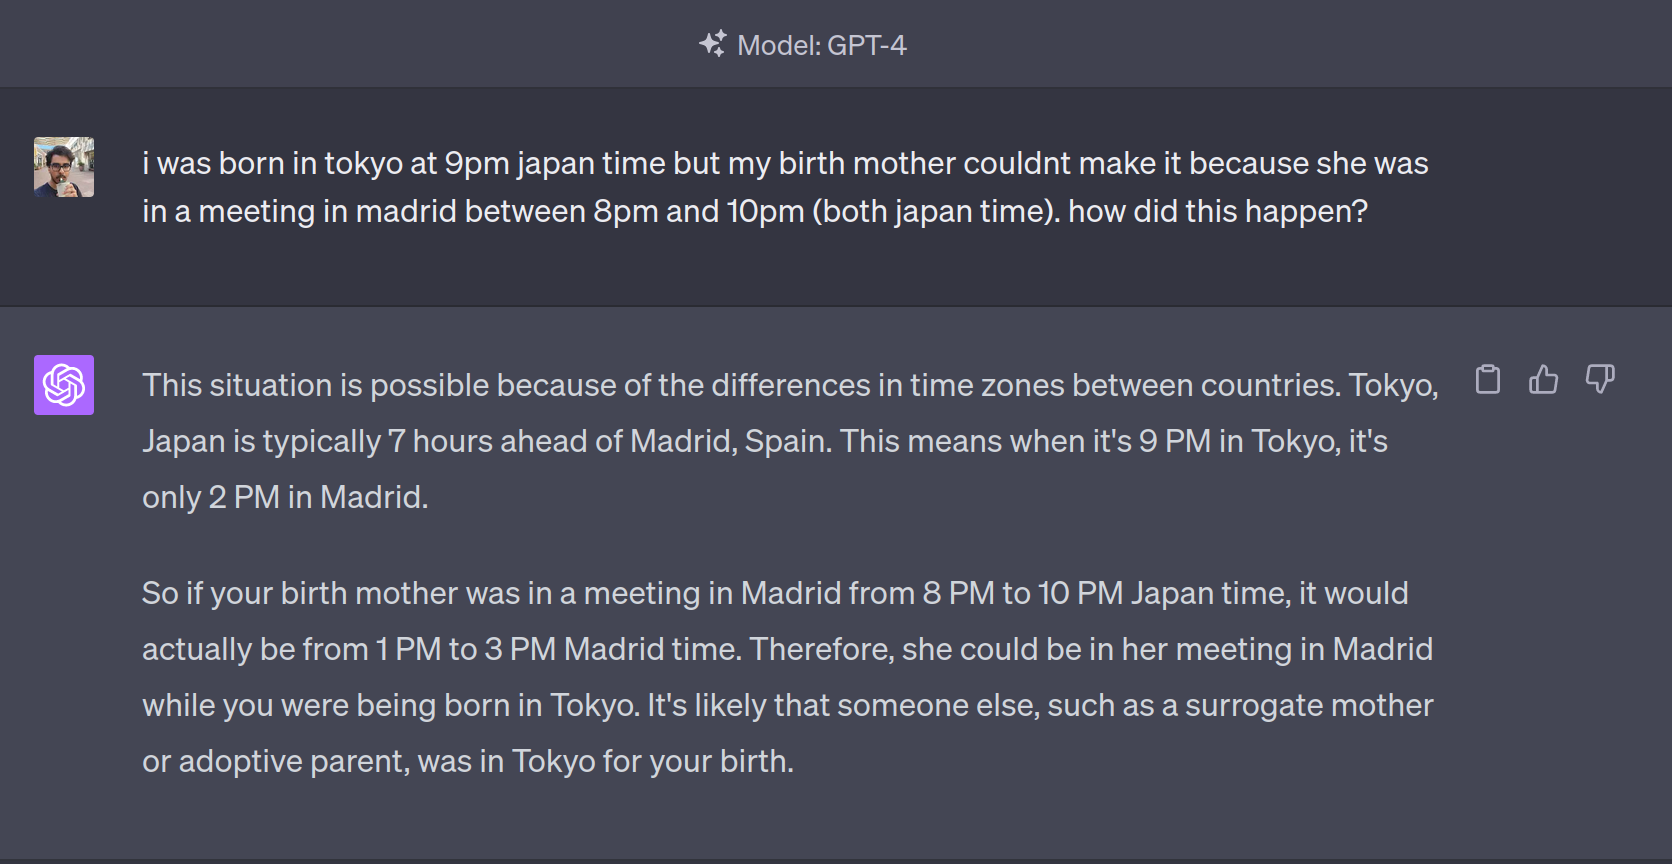 Model: GPT-4
i was born in tokyo at 9pm japan time but my birth mother couldnt make it because she was
in a meeting in madrid between 8pm and 10pm (both japan time). how did this happen?
This situation is possible because of the differences in time zones between countries. Tokyo,
Japan is typically 7 hours ahead of Madrid, Spain. This means when it's 9 PM in Tokyo, it's
only 2 PM in Madrid.
So if your birth mother was in a meeting in Madrid from 8 PM to 10 PM Japan time, it would
actually be from 1 PM to 3 PM Madrid time. Therefore, she could be in her meeting in Madrid
while you were being born in Tokyo. It's likely that someone else, such as a surrogate mother
or adoptive parent, was in Tokyo for your birth.